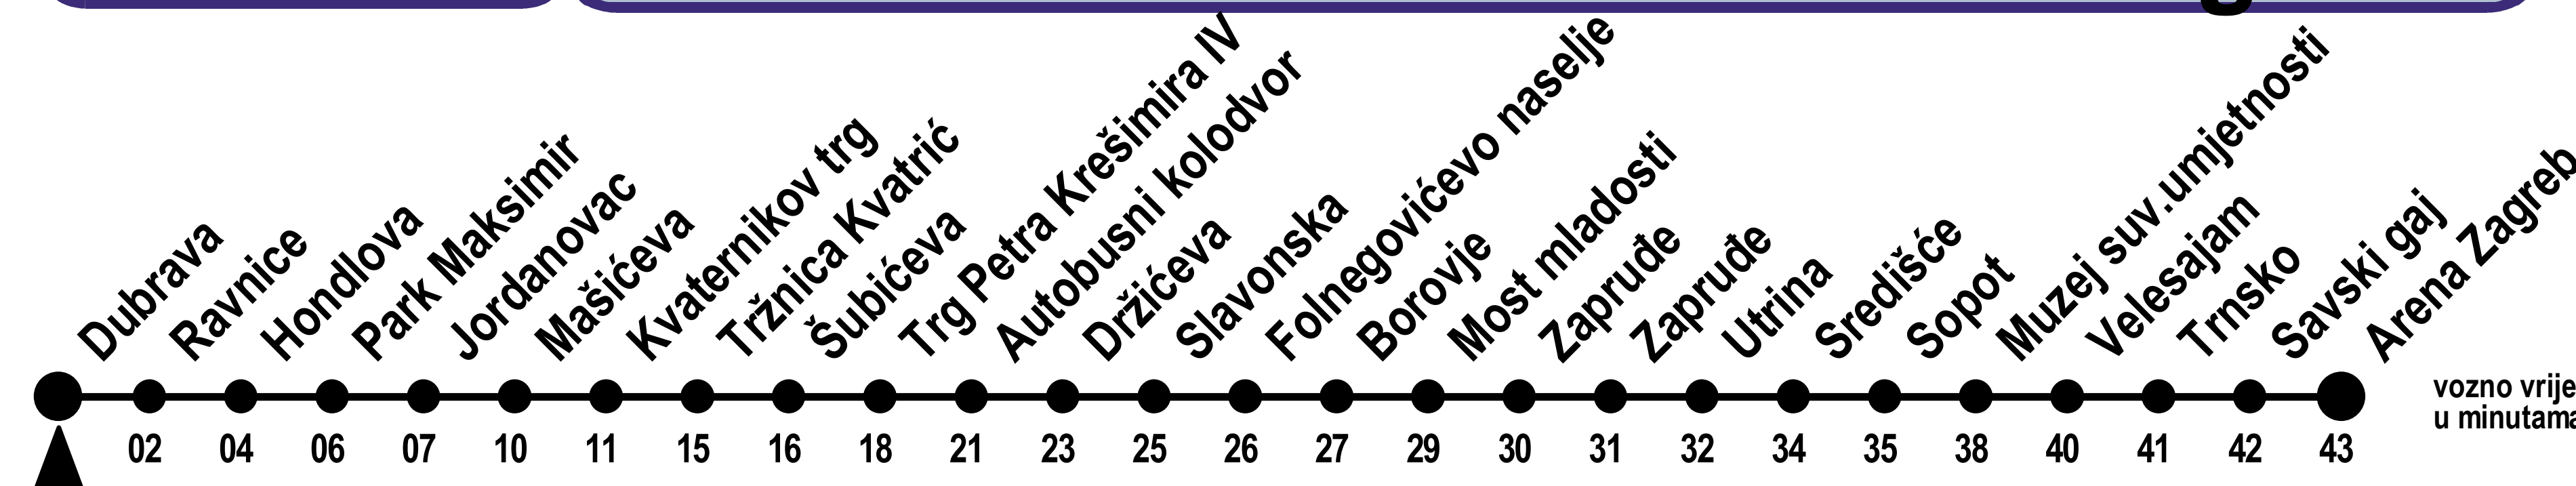 Dubrava
Ravnice
Hondlova
Park Maksimir
Jordanovac
Mašićeva
Kvaternikov trg
Tržnica Kvatrić
Šubićeva
Trg Petra Krešimira IV
Autobusni kolodvor
Držićeva
Slavonska
Folnegovićevo naselje
Borovje
Most mladosti
Zapruđe
Zapruđe
Utrina
Središće
Sopot
Muzej suv.umjetnosti
Velesajam
Trnsko
Savski gaj
Arena Zagreb
02 04 06 07 10 11 15 16 18 21 23 25 26 27 29 30 31 32 34 35 38 40 41 42 43
vozno vrije
u minutama